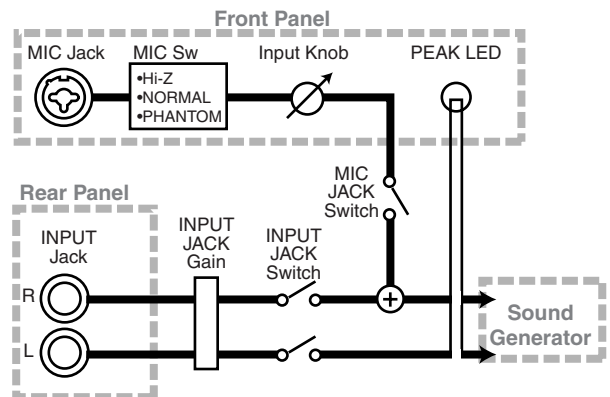 Front Panel
MIC Jack
MIC Sw
Input Knob
PEAK LED
•Hi-Z
•NORMAL
•PHANTOM
MIC
JACK
Switch
Rear Panel
INPUT
Jack
INPUT
JACK
Gain
INPUT
JACK
Switch
R
+
L
Sound
Generator